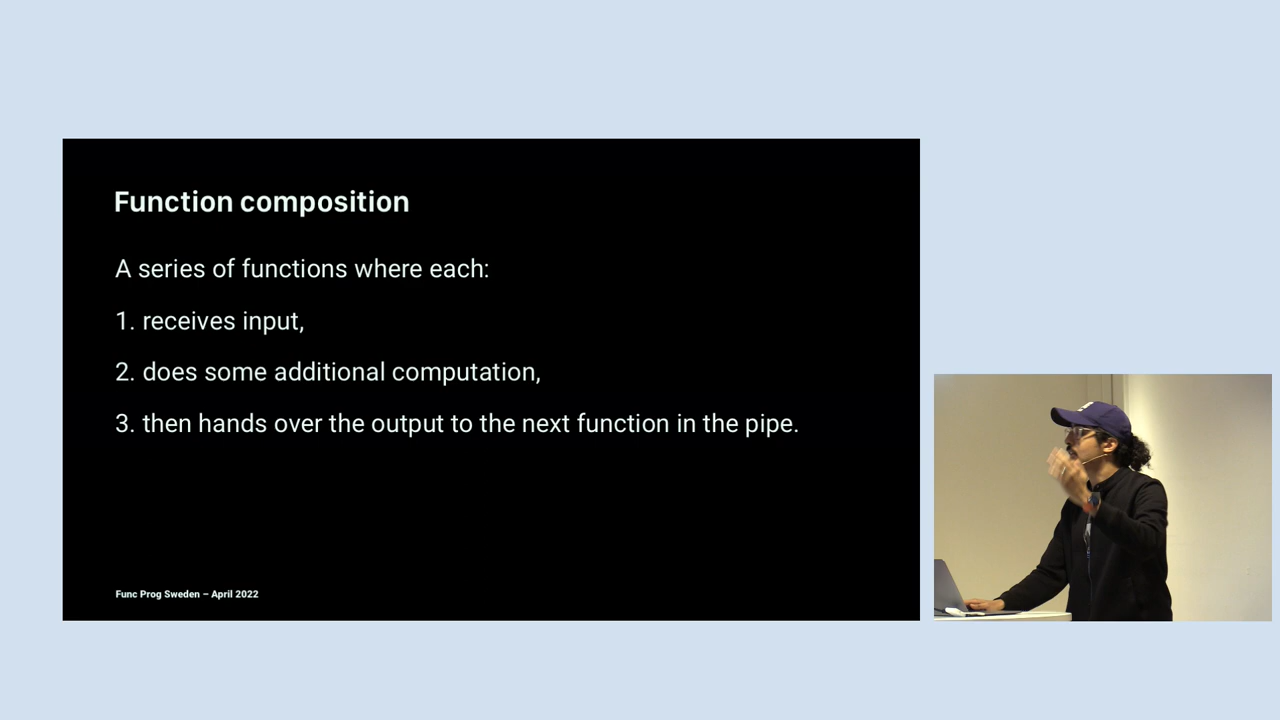 Function composition
A series of functions where each:
1. receives input,
2. does some additional computation,
3. then hands over the output to the next function in the pipe.
Func Prog Sweden – April 2022